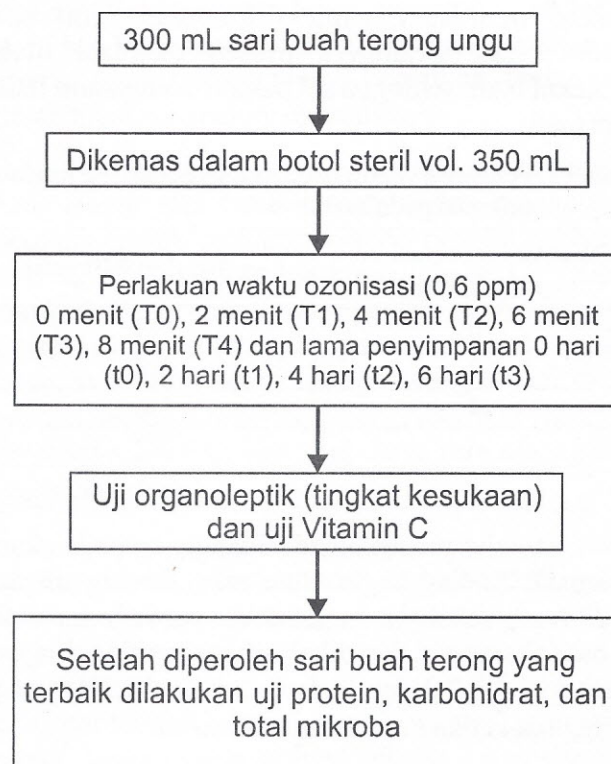 300 mL sari buah terong ungu
Dikemas dalam botol steril vol. 350 mL
Perlakuan waktu ozonisasi (0,6 ppm)
0 menit (T0), 2 menit (T1), 4 menit (T2), 6 menit
(T3), 8 menit (T4) dan lama penyimpanan 0 hari
(t0), 2 hari (t1), 4 hari (t2), 6 hari (t3)
Uji organoleptik (tingkat kesukaan)
dan uji Vitamin C
Setelah diperoleh sari buah terong yang
terbaik dilakukan uji protein, karbohidrat, dan
total mikroba